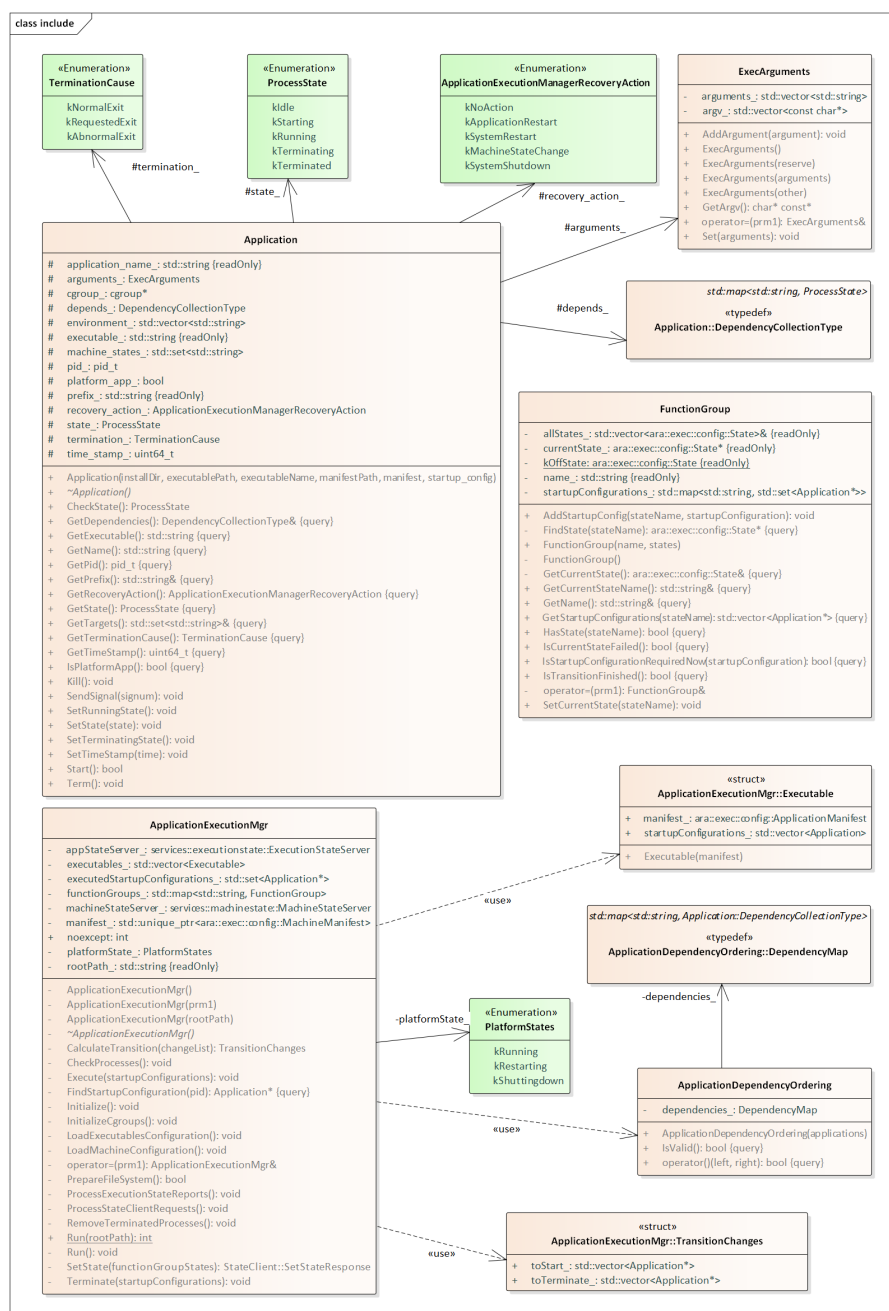 class include
«Enumeration»
TerminationCause
kNormalExit
kRequestedExit
kAbnormalExit
«Enumeration»
ProcessState
kIdle
kStarting
kRunning
kTerminating
kTerminated
«Enumeration»
ApplicationExecutionManagerRecoveryAction
kNoAction
kApplicationRestart
kSystemRestart
kMachineStateChange
kSystemShutdown
ExecArguments
- arguments_: std::vector<std::string>
- argv_: std::vector<const char*>
+ AddArgument(argument): void
+ ExecArguments()
+ ExecArguments(reserve)
+ ExecArguments(arguments)
+ ExecArguments(other)
+ GetArgv(): char* const*
+ operator=(prm1): ExecArguments&
+ Set(arguments): void
#termination_
#state_
#recovery_action_
#arguments_
#depends_
Application
# application_name_: std::string {readOnly}
# arguments_: ExecArguments
# cgroup_: cgroup*
# depends_: DependencyCollectionType
# environment_: std::vector<std::string>
# executable_: std::string {readOnly}
# machine_states_: std::set<std::string>
# pid_: pid_t
# platform_app_: bool
# prefix_: std::string {readOnly}
# recovery_action_: ApplicationExecutionManagerRecoveryAction
# state_: ProcessState
# termination_: TerminationCause
# time_stamp_: uint64_t
+ Application(installDir, executablePath, executableName, manifestPath, manifest, startup_config)
+ ~Application()
+ CheckState(): ProcessState
+ GetDependencies(): DependencyCollectionType& {query}
+ GetExecutable(): std::string {query}
+ GetName(): std::string {query}
+ GetPid(): pid_t {query}
+ GetPrefix(): std::string& {query}
+ GetRecoveryAction(): ApplicationExecutionManagerRecoveryAction {query}
+ GetState(): ProcessState {query}
+ GetTargets(): std::set<std::string>& {query}
+ GetTerminationCause(): TerminationCause {query}
+ GetTimeStamp(): uint64_t {query}
+ IsPlatformApp(): bool {query}
+ Kill(): void
+ SendSignal(signum): void
+ SetRunningState(): void
+ SetState(state): void
+ SetTerminatingState(): void
+ SetTimeStamp(time): void
+ Start(): bool
+ Term(): void
std::map<std::string, ProcessState>
«typedef»
Application::DependencyCollectionType
FunctionGroup
- allStates_: std::vector<ara::exec::config::State>& {readOnly}
- currentState_: ara::exec::config::State* {readOnly}
- kOffState: ara::exec::config::State {readOnly}
- name_: std::string {readOnly}
- startupConfigurations_: std::map<std::string, std::set<Application*>>
+ AddStartupConfig(stateName, startupConfiguration): void
- FindState(stateName): ara::exec::config::State* {query}
+ FunctionGroup(name, states)
- FunctionGroup()
- GetCurrentState(): ara::exec::config::State& {query}
+ GetCurrentStateName(): std::string& {query}
+ GetName(): std::string& {query}
+ GetStartupConfigurations(stateName): std::vector<Application*> {query}
+ HasState(stateName): bool {query}
+ IsCurrentStateFailed(): bool {query}
+ IsStartupConfigurationRequiredNow(startupConfiguration): bool {query}
+ IsTransitionFinished(): bool {query}
- operator=(prm1): FunctionGroup&
+ SetCurrentState(stateName): void
ApplicationExecutionMgr
- appStateServer_: services::executionstate::ExecutionStateServer
- executables_: std::vector<Executable>
- executedStartupConfigurations_: std::set<Application*>
- functionGroups_: std::map<std::string, FunctionGroup>
- machineStateServer_: services::machinestate::MachineStateServer
- manifest_: std::unique_ptr<ara::exec::config::MachineManifest>
+ noexcept: int
- platformState_: PlatformStates
- rootPath_: std::string {readOnly}
- ApplicationExecutionMgr()
- ApplicationExecutionMgr(prm1)
- ApplicationExecutionMgr(rootPath)
- ~ApplicationExecutionMgr()
- CalculateTransition(changeList): TransitionChanges
- CheckProcesses(): void
- Execute(startupConfigurations): void
- FindStartupConfiguration(pid): Application* {query}
- Initialize(): void
- InitializeCgroups(): void
- LoadExecutablesConfiguration(): void
- LoadMachineConfiguration(): void
- operator=(prm1): ApplicationExecutionMgr&
- PrepareFileSystem(): bool
- ProcessExecutionStateReports(): void
- ProcessStateClientRequests(): void
- RemoveTerminatedProcesses(): void
+ Run(rootPath): int
- Run(): void
- SetState(functionGroupStates): StateClient::SetStateResponse
- Terminate(startupConfigurations): void
«struct»
ApplicationExecutionMgr::Executable
+ manifest_: ara::exec::config::ApplicationManifest
+ startupConfigurations_: std::vector<Application>
+ Executable(manifest)
«use»
std::map<std::string, Application::DependencyCollectionType>
«typedef»
ApplicationDependencyOrdering::DependencyMap
-dependencies_
-platformState_
«Enumeration»
PlatformStates
kRunning
kRestarting
kShuttingdown
ApplicationDependencyOrdering
- dependencies_: DependencyMap
+ ApplicationDependencyOrdering(applications)
+ IsValid(): bool {query}
+ operator()(left, right): bool {query}
«use»
«struct»
ApplicationExecutionMgr::TransitionChanges
+ toStart_: std::vector<Application*>
+ toTerminate_: std::vector<Application*>
«use»